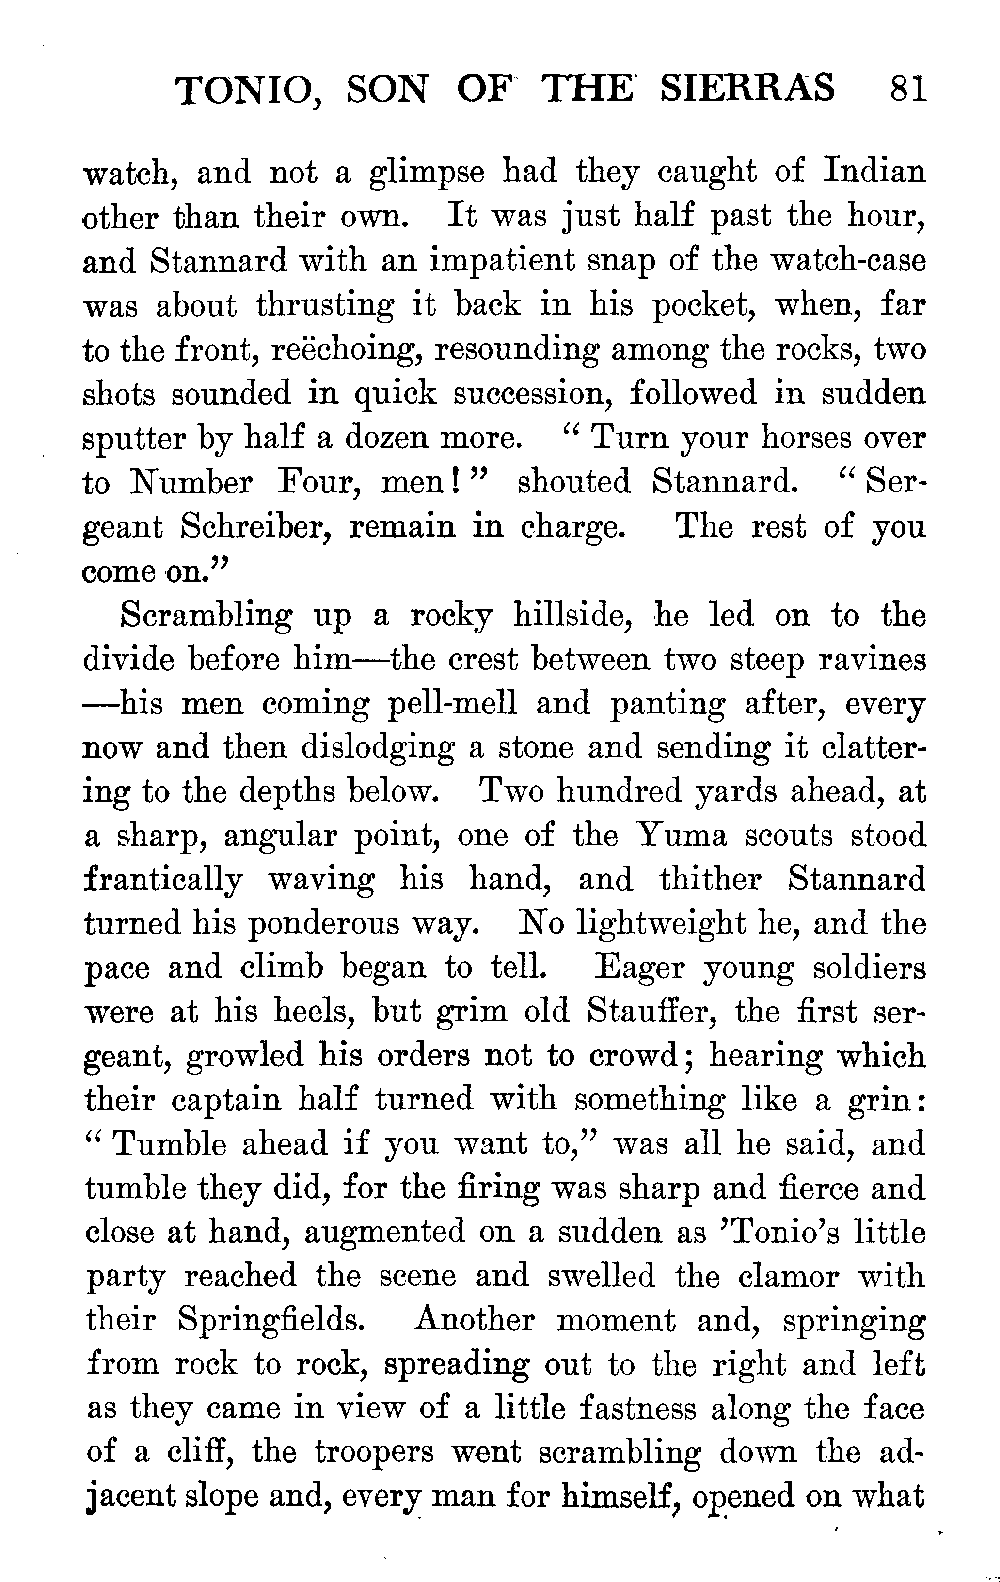 TONIO, SON OF THE SIERRAS 81
watch, and not a glimpse had they caught of Indian
other than their own. It was just half past the hour,
and Stannard with an impatient snap of the watch-case
was about thrusting it back in his pocket, when, far
to the front, reëchoing, resounding among the rocks, two
shots sounded in quick succession, followed in sudden
sputter by half a dozen more. “ Turn your horses over
to Number Four, men! ” shouted Stannard. “ Ser-
geant Schreiber, remain in charge. The rest of you
come on.”
Scrambling up a rocky hillside, he led on to the
divide before him—the crest between two steep ravines
—his men coming pell-mell and panting after, every
now and then dislodging a stone and sending it clatter-
ing to the depths below. Two hundred yards ahead, at
a sharp, angular point, one of the Yuma scouts stood
frantically waving his hand, and thither Stannard
turned his ponderous way. No lightweight he, and the
pace and climb began to tell. Eager young soldiers
were at his heels, but grim old Stauffer, the first ser-
geant, growled his orders not to crowd; hearing which
their captain half turned with something like a grin:
“ Tumble ahead if you want to,” was all he said, and
tumble they did, for the firing was sharp and fierce and
close at hand, augmented on a sudden as ’Tonio’s little
party reached the scene and swelled the clamor with
their Springfields. Another moment and, springing
from rock to rock, spreading out to the right and left
as they came in view of a little fastness along the face
of a cliff, the troopers went scrambling down the ad-
jacent slope and, every man for himself, opened on what